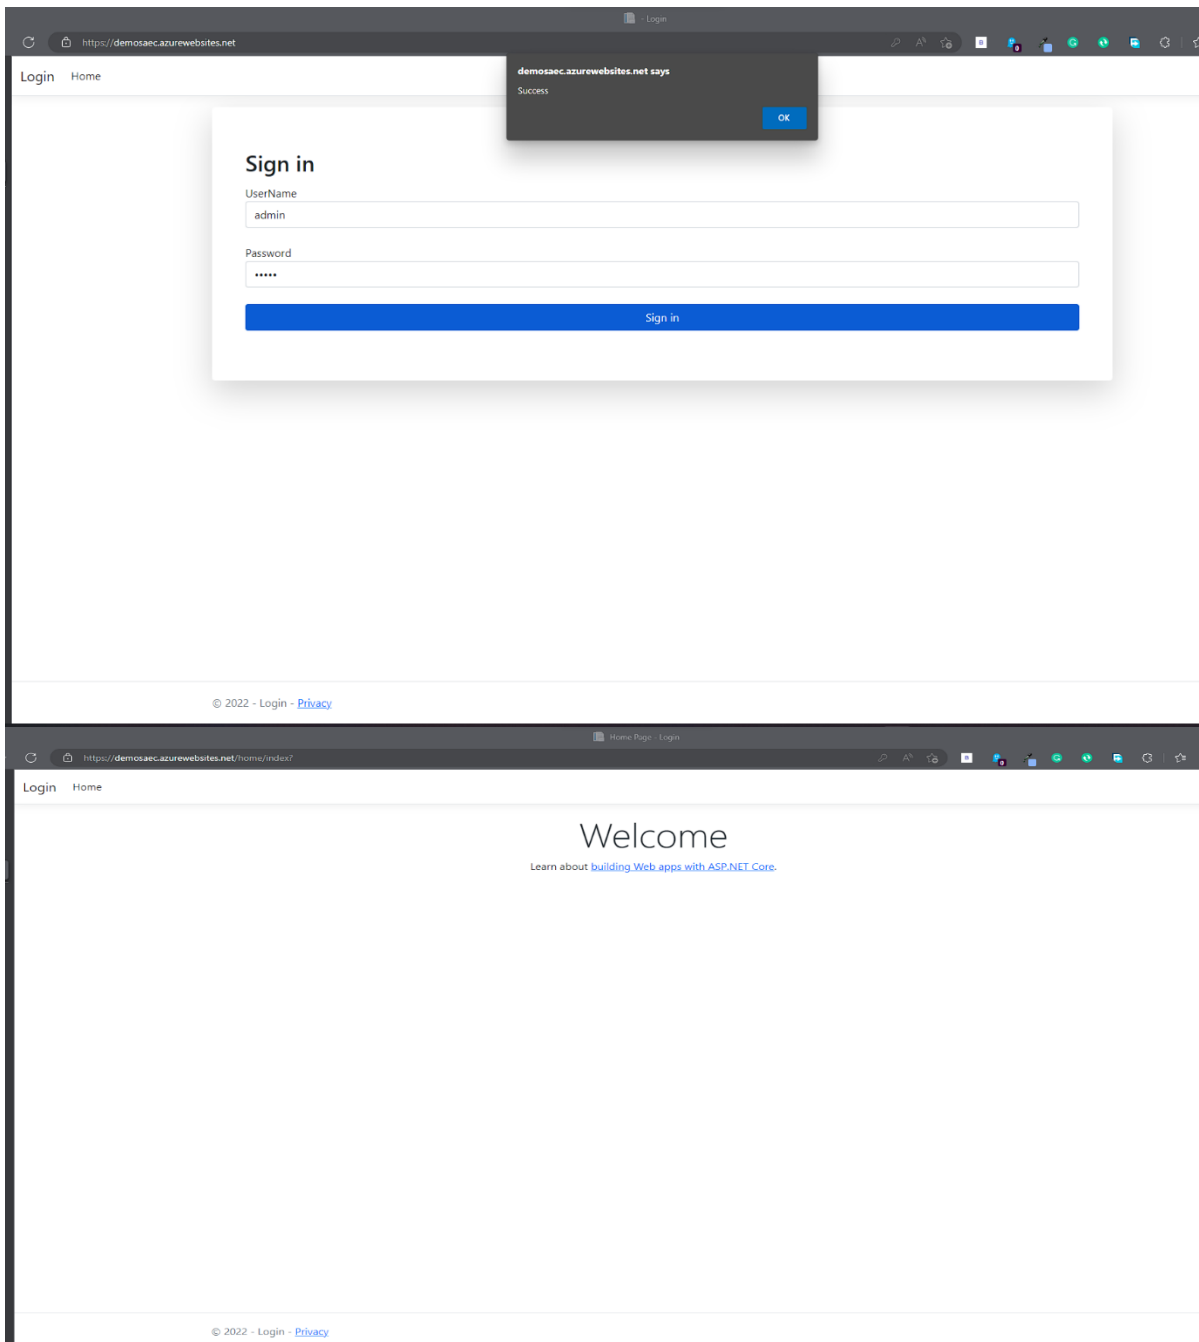 - Login
https://demosaec.azurewebsites.net
Login Home
demosaec.azurewebsites.net says
Success
OK
Sign in
UserName
admin
Password
•••••
Sign in
© 2022 - Login - Privacy
Home Page - Login
https://demosaec.azurewebsites.net/home/index?
Login Home
Welcome
Learn about building Web apps with ASP.NET Core.
© 2022 - Login - Privacy